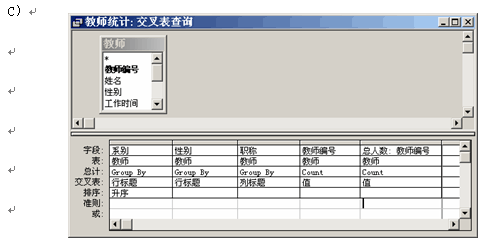 C)
教师统计: 交叉表查询
教师
*
教师编号
姓名
性别
工作时间
字段: 系别 性别 职称 教师编号 总人数: 教师编号
表: 教师 教师 教师 教师 教师
总计: Group By Group By Group By Count Count
交叉表: 行标题 行标题 列标题 值 值
排序: 升序
准则:
或: